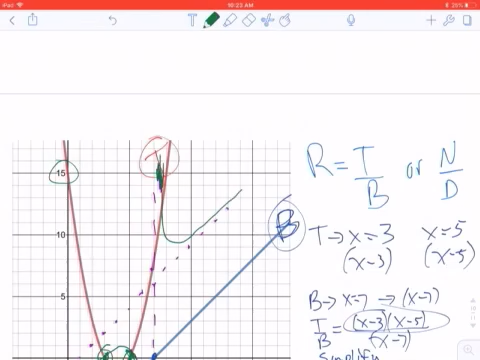 iPad
10:23 AM
25%
T
T
15
10
5
B
R = T/B or N/D
T → x=3 x=5
(x-3) (x-5)
B → x=7 → (x-7)
T/B = (x-3)(x-5)/(x-7)
Simplify